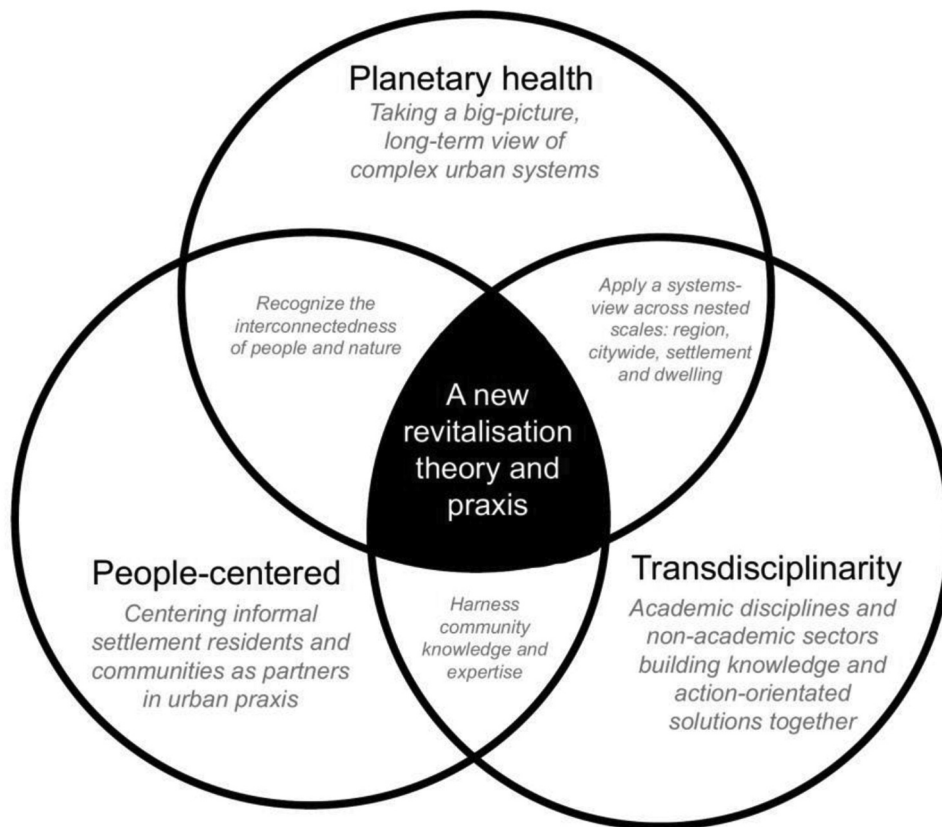 Planetary health
Taking a big-picture,
long-term view of
complex urban systems
Recognize the
interconnectedness
of people and nature
Apply a systems-
view across nested
scales: region,
citywide, settlement
and dwelling
A new
revitalisation
theory and
praxis
People-centered
Centering informal
settlement residents and
communities as partners
in urban praxis
Harness
community
knowledge and
expertise
Transdisciplinarity
Academic disciplines and
non-academic sectors
building knowledge and
action-orientated
solutions together